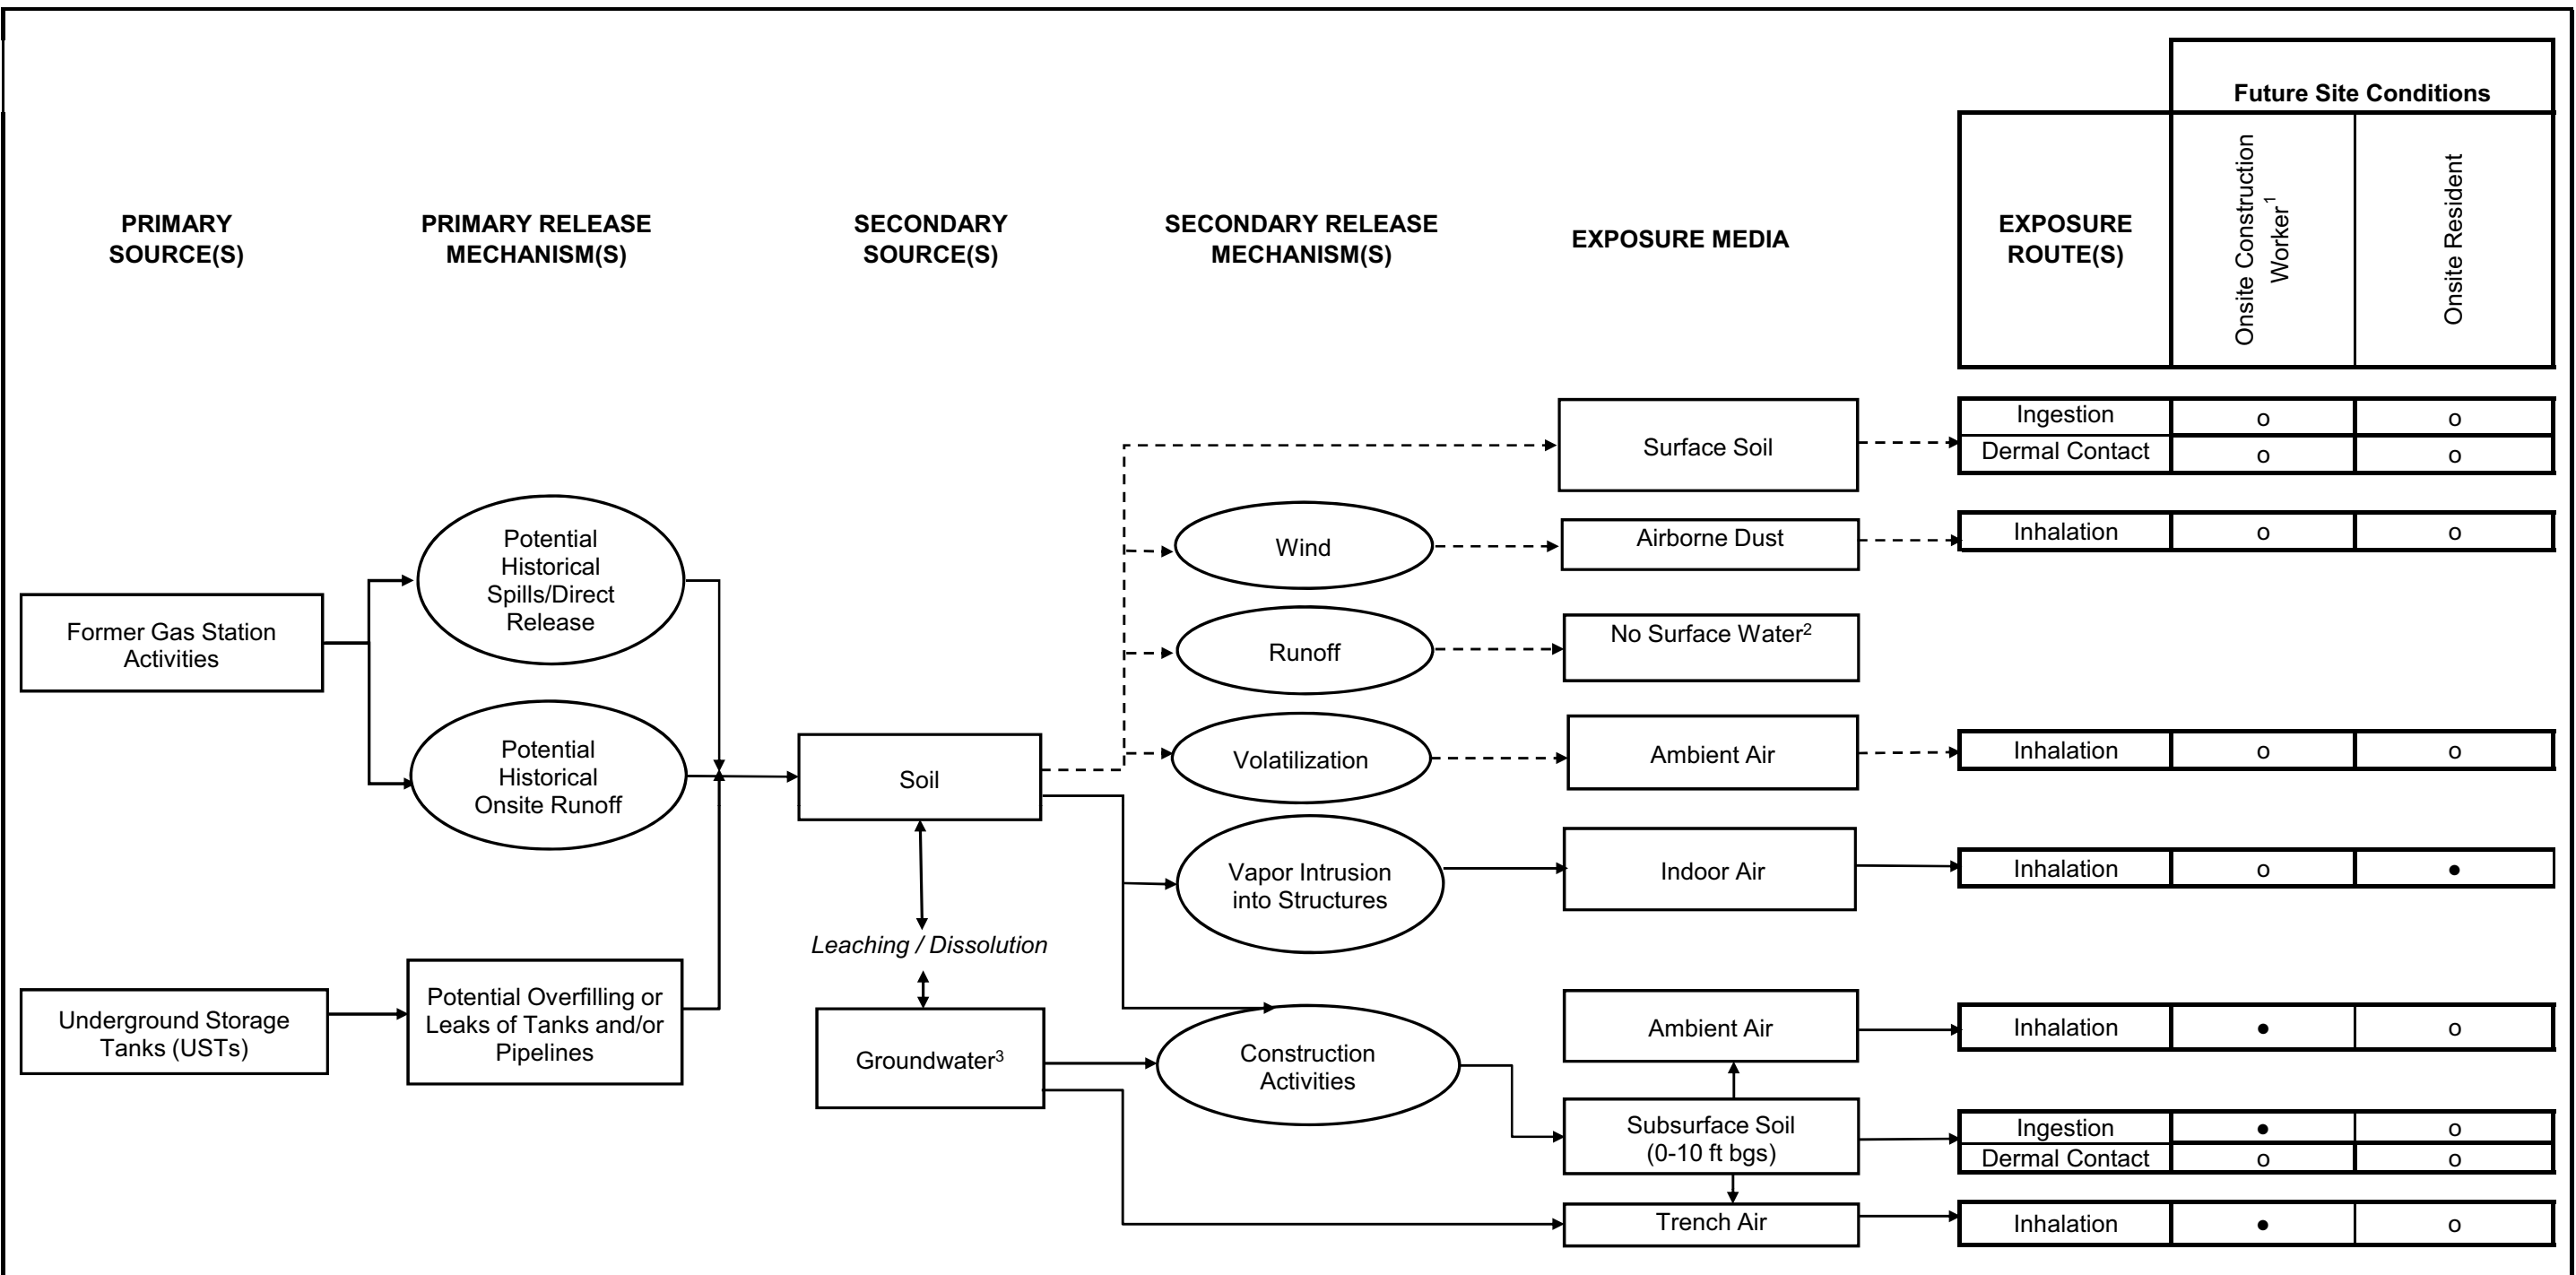 Future Site Conditions
PRIMARY
SOURCE(S)
PRIMARY RELEASE
MECHANISM(S)
SECONDARY
SOURCE(S)
SECONDARY RELEASE
MECHANISM(S)
EXPOSURE MEDIA
EXPOSURE
ROUTE(S)
Onsite Construction
Worker¹
Onsite Resident
Surface Soil
Ingestion
o
o
Dermal Contact
o
o
Potential
Historical
Spills/Direct
Release
Wind
Airborne Dust
Inhalation
o
o
Former Gas Station
Activities
Runoff
No Surface Water²
Potential
Historical
Onsite Runoff
Soil
Volatilization
Ambient Air
Inhalation
o
o
Vapor Intrusion
into Structures
Indoor Air
Inhalation
o
●
Leaching / Dissolution
Underground Storage
Tanks (USTs)
Potential Overfilling or
Leaks of Tanks and/or
Pipelines
Groundwater³
Construction
Activities
Ambient Air
Inhalation
●
o
Subsurface Soil
(0-10 ft bgs)
Ingestion
●
o
Dermal Contact
o
o
Trench Air
Inhalation
●
o